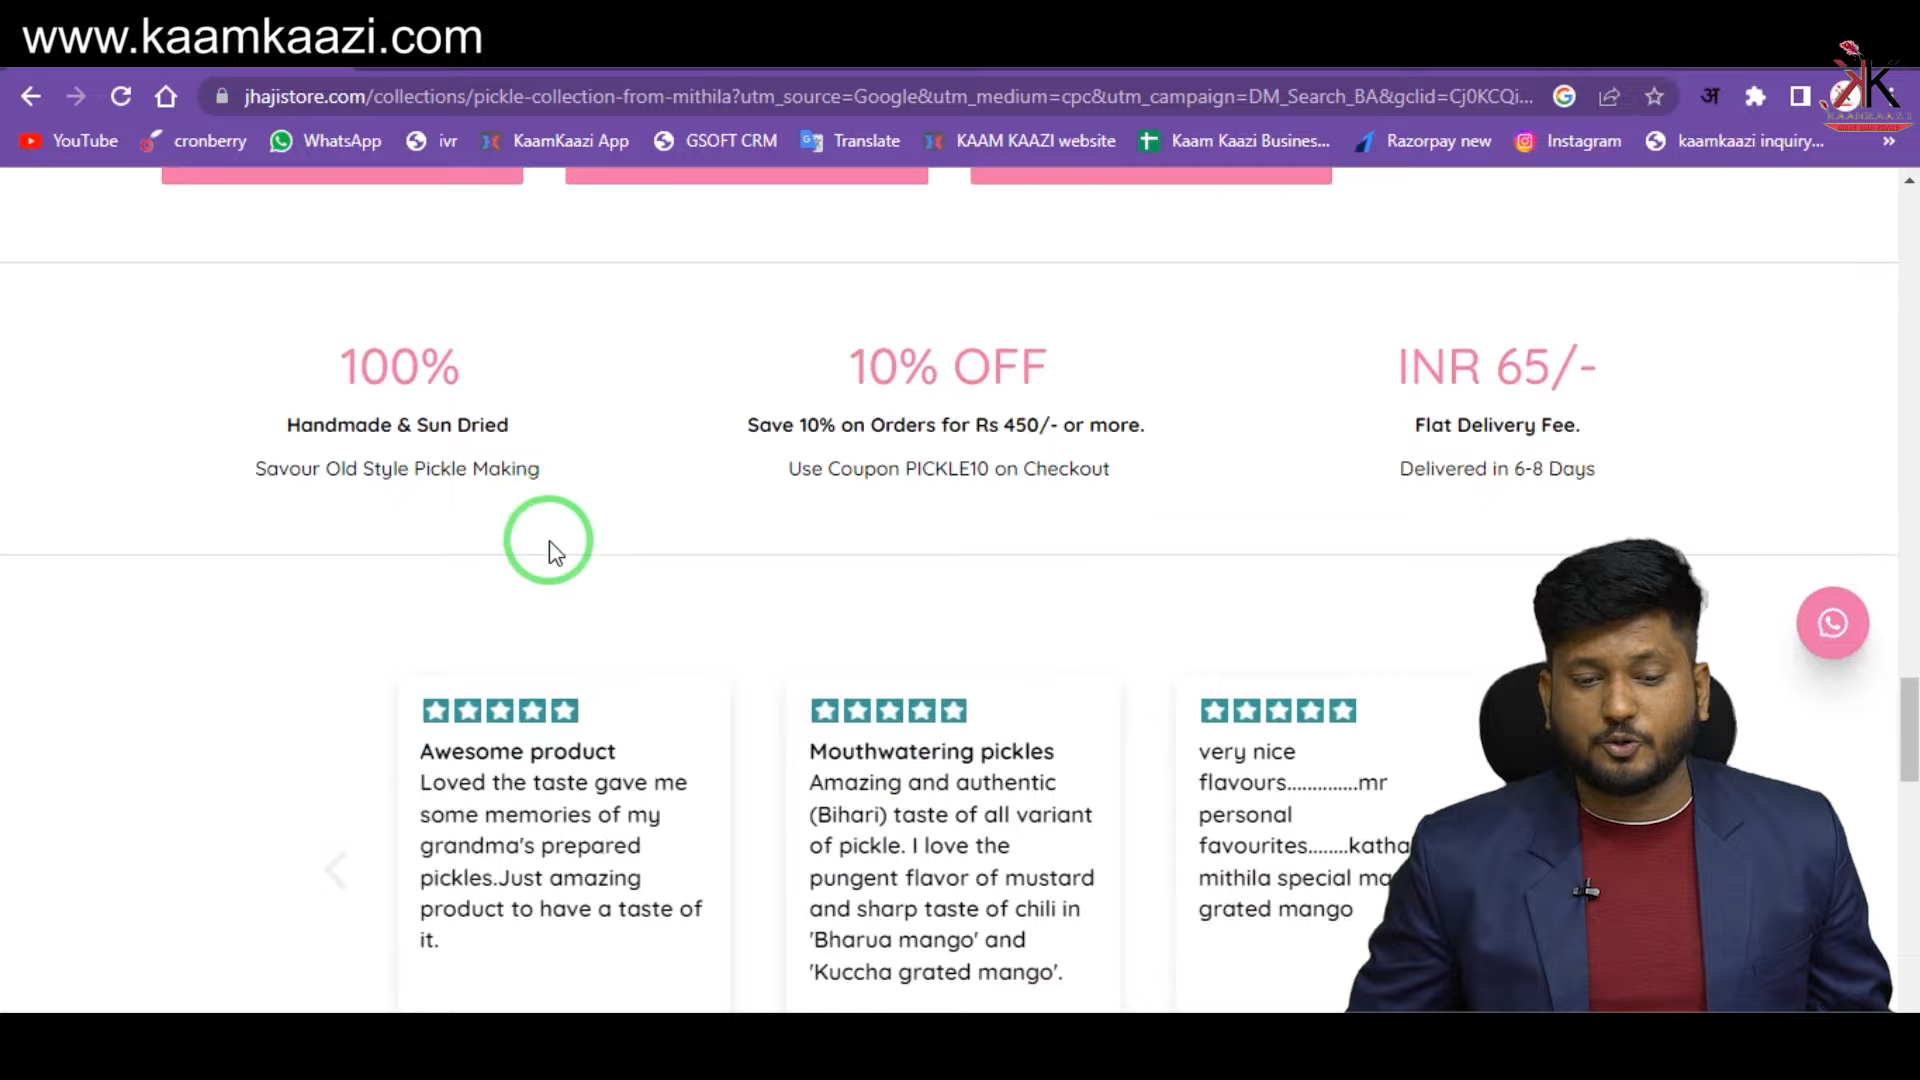 www.kaamkaazi.com
jhajistore.com/collections/pickle-collection-from-mithila?utm_source=Google&utm_medium=cpc&utm_campaign=DM_Search_BA&gclid=Cj0KCQi...
अ
YouTube cronberry WhatsApp ivr KaamKaazi App GSOFT CRM Translate KAAM KAAZI website Kaam Kaazi Busines... Razorpay new Instagram kaamkaazi inquiry... »
KK
KAAMKAAZI
100% 10% OFF INR 65/-
Handmade & Sun Dried Save 10% on Orders for Rs 450/- or more. Flat Delivery Fee.
Savour Old Style Pickle Making Use Coupon PICKLE10 on Checkout Delivered in 6-8 Days
Awesome product
Loved the taste gave me
some memories of my
grandma's prepared
pickles.Just amazing
product to have a taste of
it.
Mouthwatering pickles
Amazing and authentic
(Bihari) taste of all variant
of pickle. I love the
pungent flavor of mustard
and sharp taste of chili in
'Bharua mango' and
'Kuccha grated mango'.
very nice
flavours..............mr
personal
favourites........katha
mithila special ma
grated mango